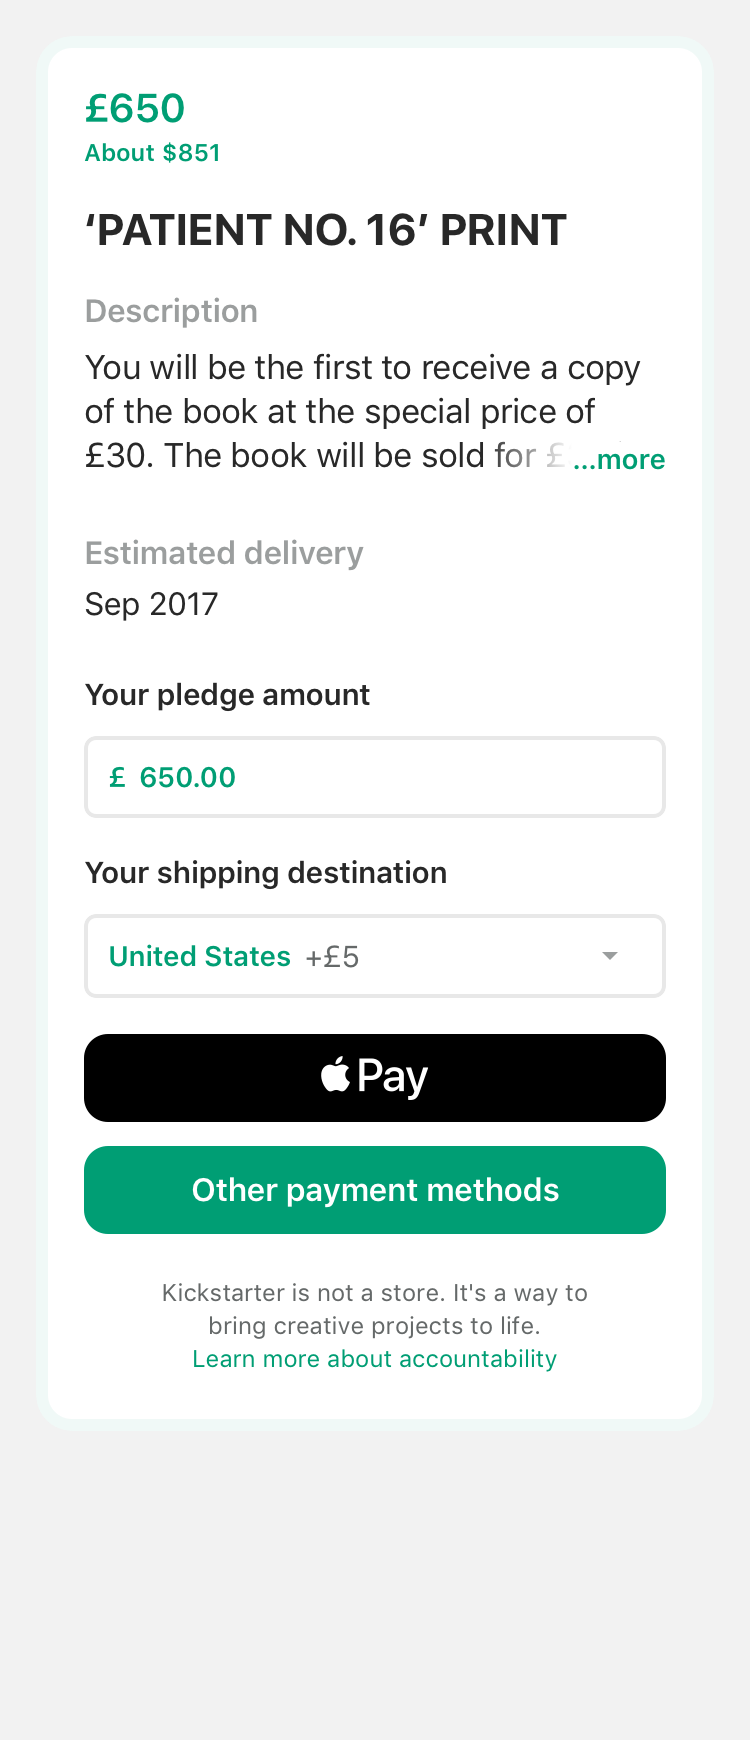 £650
About $851
‘PATIENT NO. 16’ PRINT
Description
You will be the first to receive a copy
of the book at the special price of
£30. The book will be sold for £ ...more
Estimated delivery
Sep 2017
Your pledge amount
£ 650.00
Your shipping destination
United States +£5
Pay
Other payment methods
Kickstarter is not a store. It's a way to
bring creative projects to life.
Learn more about accountability